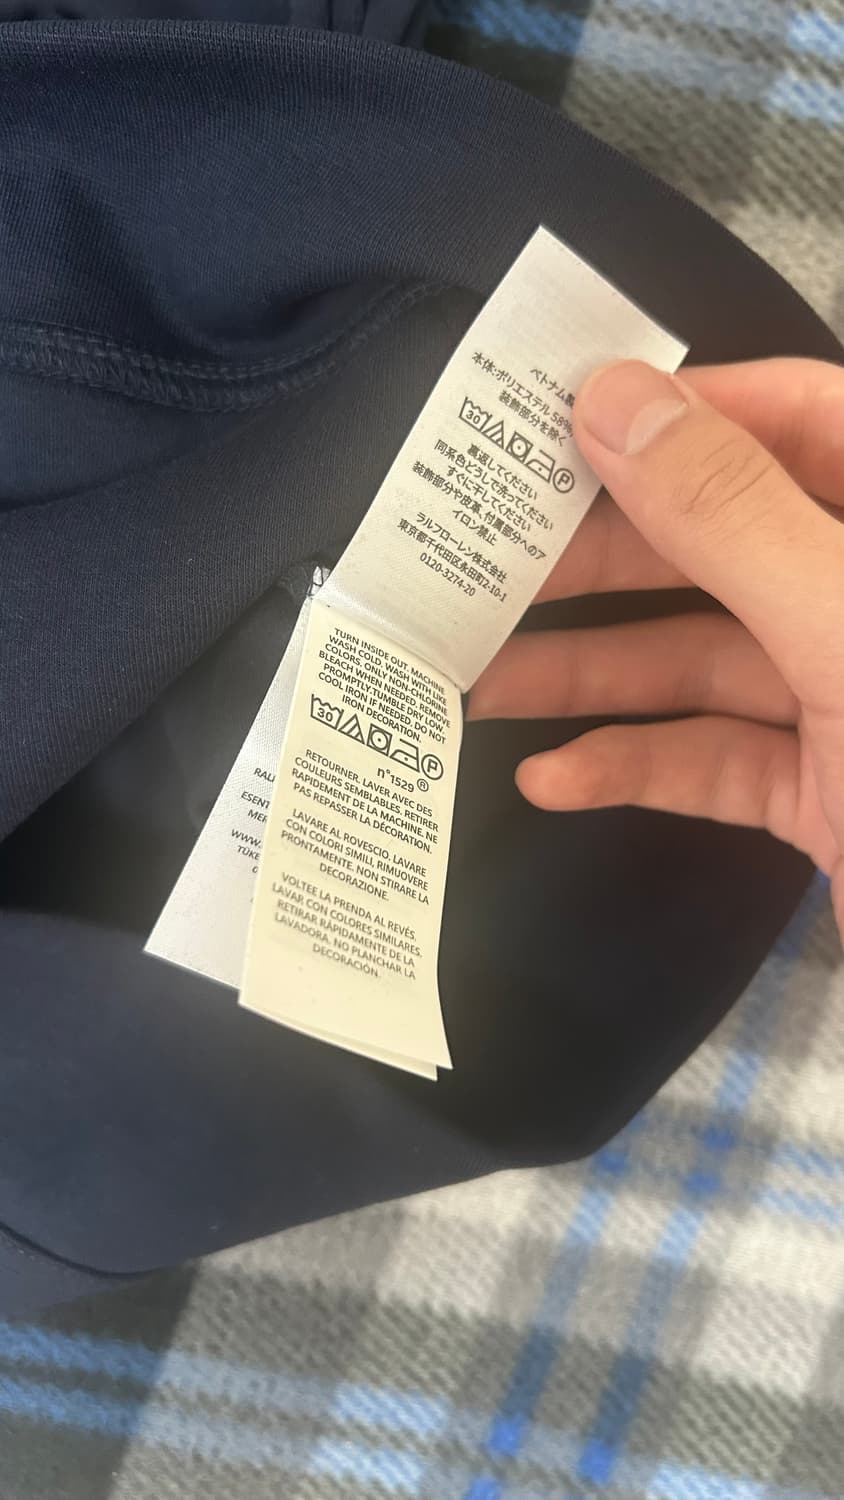 ベトナム製
本体:ポリエステル 58%,
装飾部分を除く
30 P
裏返してください
同系色どうしで洗ってください
すぐに干してください
装飾部分や皮革、付属部分へのア
イロン禁止
ラルフローレン株式会社
東京都千代田区永田町2-10-1
0120-3274-20
TURN INSIDE OUT. MACHINE
WASH COLD. WASH WITH LIKE
COLORS. ONLY NON-CHLORINE
BLEACH WHEN NEEDED. REMOVE
PROMPTLY.TUMBLE DRY LOW.
COOL IRON IF NEEDED. DO NOT
IRON DECORATION.
30 P
n°1529 ®
RETOURNER. LAVER AVEC DES
COULEURS SEMBLABLES. RETIRER
RAPIDEMENT DE LA MACHINE. NE
PAS REPASSER LA DÉCORATION.
LAVARE AL ROVESCIO. LAVARE
CON COLORI SIMILI, RIMUOVERE
PRONTAMENTE. NON STIRARE LA
DECORAZIONE.
VOLTEE LA PRENDA AL REVÉS.
LAVAR CON COLORES SIMILARES.
RETIRAR RÁPIDAMENTE DE LA
LAVADORA. NO PLANCHAR LA
DECORACIÓN.
RAL
ESENT
MER
WWW.
TÜKE